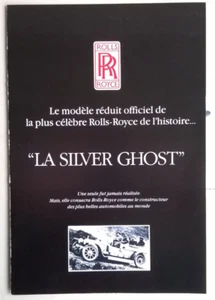 ROLLS
RR
ROYCE
Le modèle réduit officiel de
la plus célèbre Rolls-Royce de l'histoire...
"LA SILVER GHOST"
Une seule fut jamais réalisée.
Mais, elle consacra Rolls-Royce comme le constructeur
des plus belles automobiles au monde